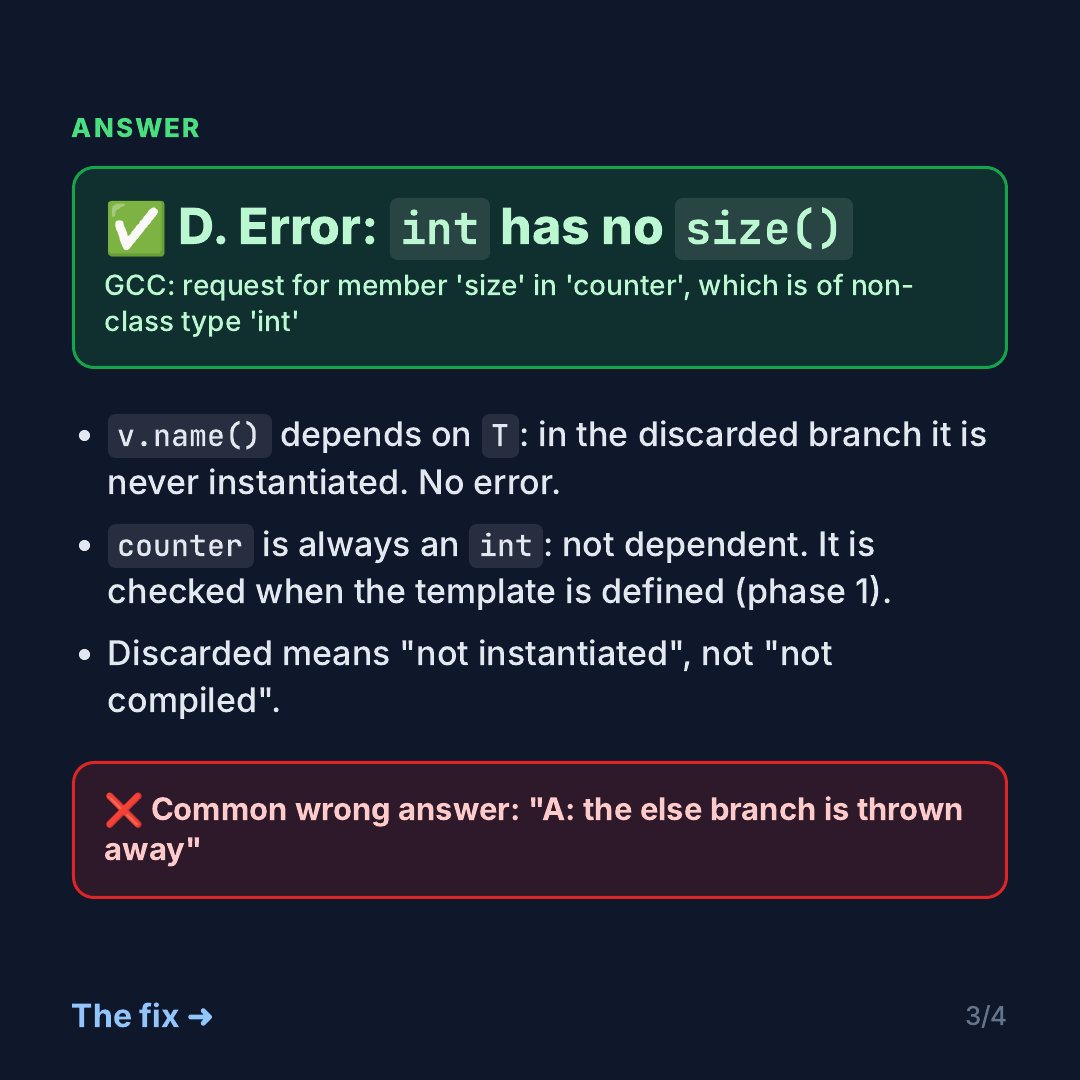 ANSWER
✅ D. Error: int has no size()
GCC: request for member 'size' in 'counter', which is of non-
class type 'int'
• v.name() depends on T: in the discarded branch it is
never instantiated. No error.
• counter is always an int: not dependent. It is
checked when the template is defined (phase 1).
• Discarded means "not instantiated", not "not
compiled".
❌ Common wrong answer: "A: the else branch is thrown
away"
The fix ➜
3/4